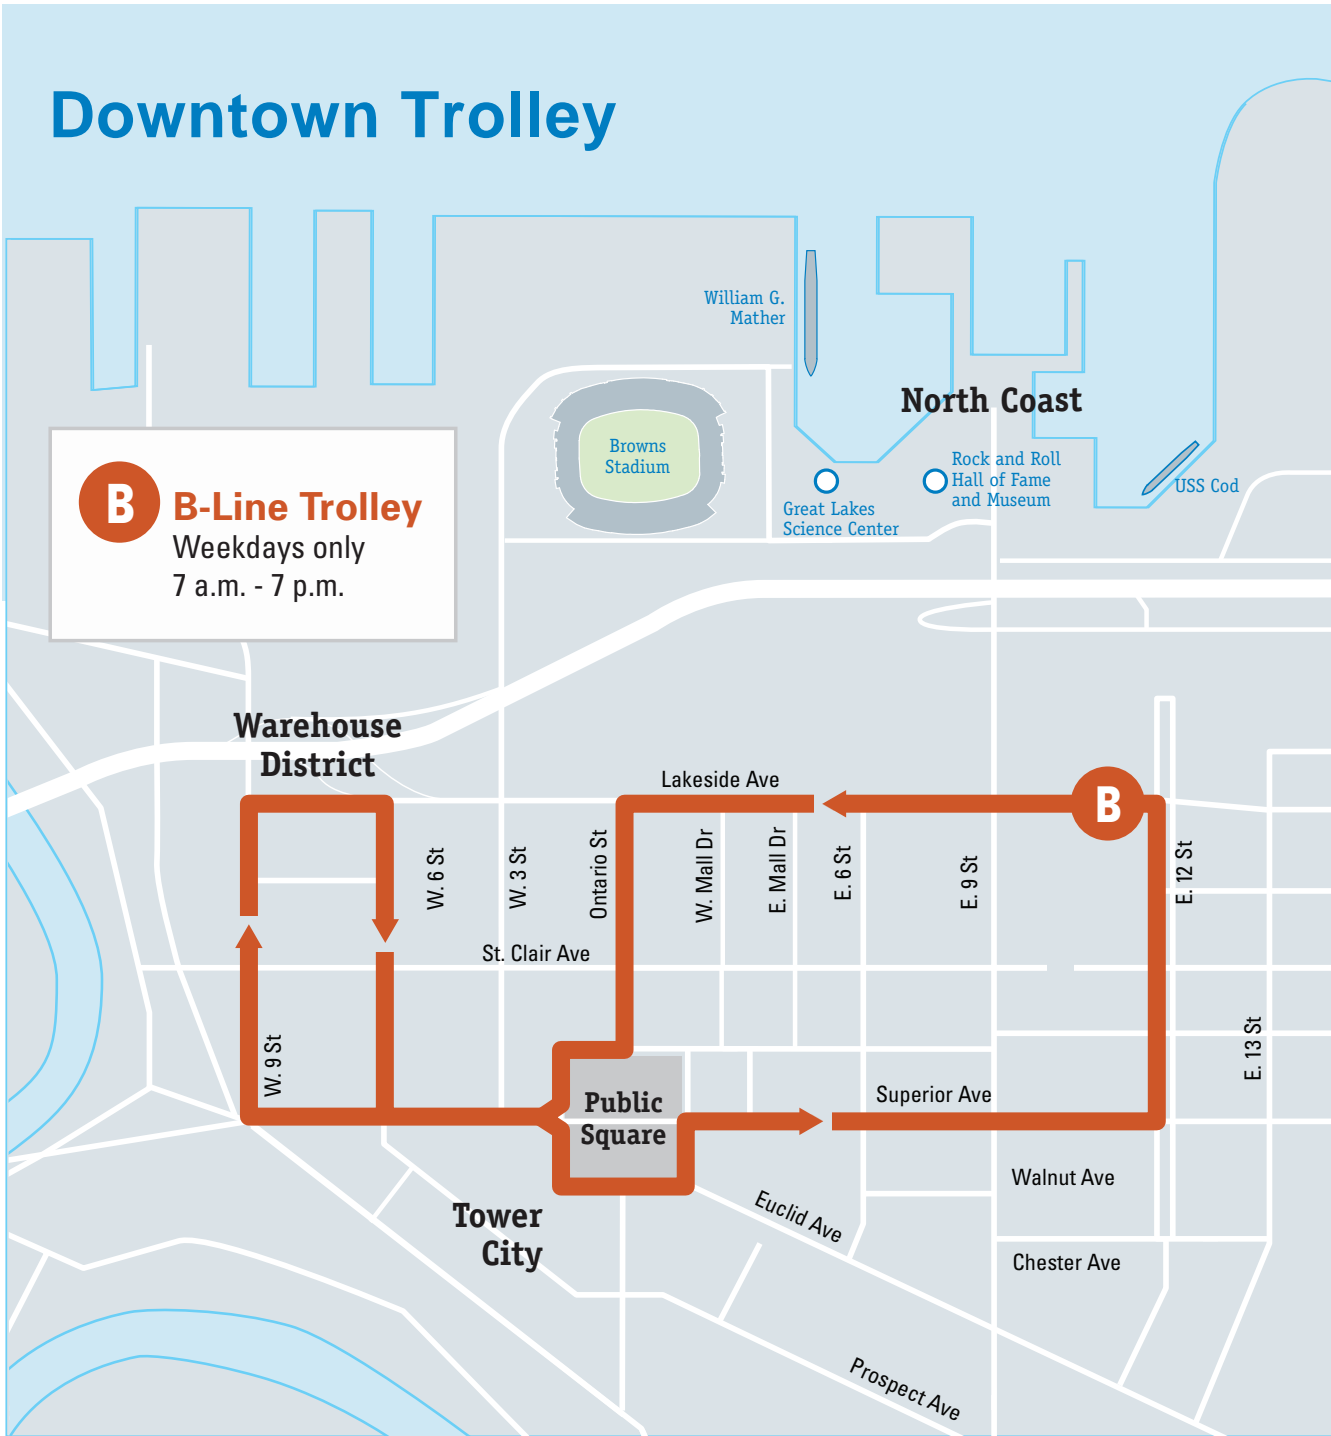 Downtown Trolley
William G.
Mather
North Coast
Browns
Stadium
Rock and Roll
Hall of Fame
and Museum
USS Cod
Great Lakes
Science Center
B
B-Line Trolley
Weekdays only
7 a.m. - 7 p.m.
Warehouse
District
Lakeside Ave
B
W. 6 St
W. 3 St
Ontario St
W. Mall Dr
E. Mall Dr
E. 6 St
E. 9 St
E. 12 St
St. Clair Ave
W. 9 St
E. 13 St
Public
Square
Superior Ave
Walnut Ave
Tower
City
Euclid Ave
Chester Ave
Prospect Ave